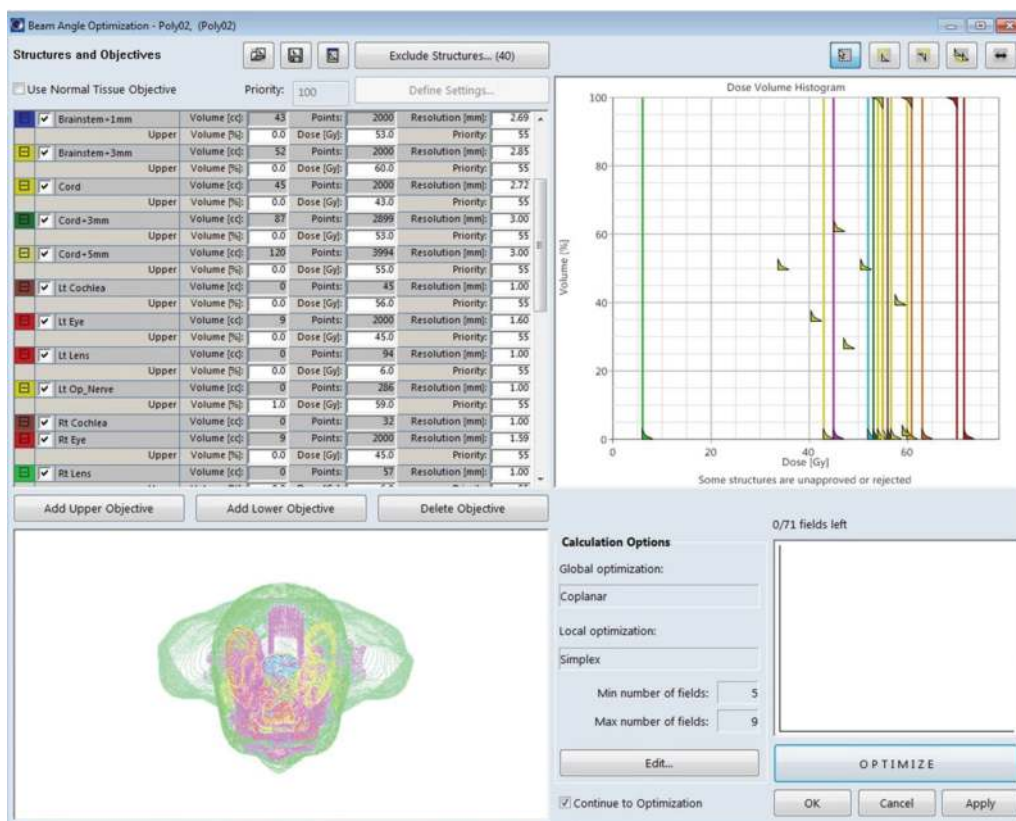 Beam Angle Optimization - Poly02, (Poly02)
Structures and Objectives
Exclude Structures... (40)
Use Normal Tissue Objective Priority: 100 Define Settings...
Brainstem+1mm Volume [cc]: 43 Points: 2000 Resolution [mm]: 2.69
Upper Volume [%]: 0.0 Dose [Gy]: 53.0 Priority: 55
Brainstem+3mm Volume [cc]: 52 Points: 2000 Resolution [mm]: 2.85
Upper Volume [%]: 0.0 Dose [Gy]: 60.0 Priority: 55
Cord Volume [cc]: 45 Points: 2000 Resolution [mm]: 2.72
Upper Volume [%]: 0.0 Dose [Gy]: 43.0 Priority: 55
Cord+3mm Volume [cc]: 87 Points: 2899 Resolution [mm]: 3.00
Upper Volume [%]: 0.0 Dose [Gy]: 53.0 Priority: 55
Cord+5mm Volume [cc]: 120 Points: 3994 Resolution [mm]: 3.00
Upper Volume [%]: 0.0 Dose [Gy]: 55.0 Priority: 55
Lt Cochlea Volume [cc]: 0 Points: 45 Resolution [mm]: 1.00
Upper Volume [%]: 0.0 Dose [Gy]: 56.0 Priority: 55
Lt Eye Volume [cc]: 9 Points: 2000 Resolution [mm]: 1.60
Upper Volume [%]: 0.0 Dose [Gy]: 45.0 Priority: 55
Lt Lens Volume [cc]: 0 Points: 94 Resolution [mm]: 1.00
Upper Volume [%]: 0.0 Dose [Gy]: 6.0 Priority: 55
Lt Op_Nerve Volume [cc]: 0 Points: 286 Resolution [mm]: 1.00
Upper Volume [%]: 1.0 Dose [Gy]: 59.0 Priority: 55
Rt Cochlea Volume [cc]: 0 Points: 32 Resolution [mm]: 1.00
Rt Eye Volume [cc]: 9 Points: 2000 Resolution [mm]: 1.59
Upper Volume [%]: 0.0 Dose [Gy]: 45.0 Priority: 55
Rt Lens Volume [cc]: 0 Points: 57 Resolution [mm]: 1.00
Add Upper Objective Add Lower Objective Delete Objective
Dose Volume Histogram
100
80
60
40
20
0
Volume [%]
0 20 40 60
Dose [Gy]
Some structures are unapproved or rejected
0/71 fields left
Calculation Options
Global optimization:
Coplanar
Local optimization:
Simplex
Min number of fields: 5
Max number of fields: 9
Edit...
OPTIMIZE
Continue to Optimization
OK Cancel Apply